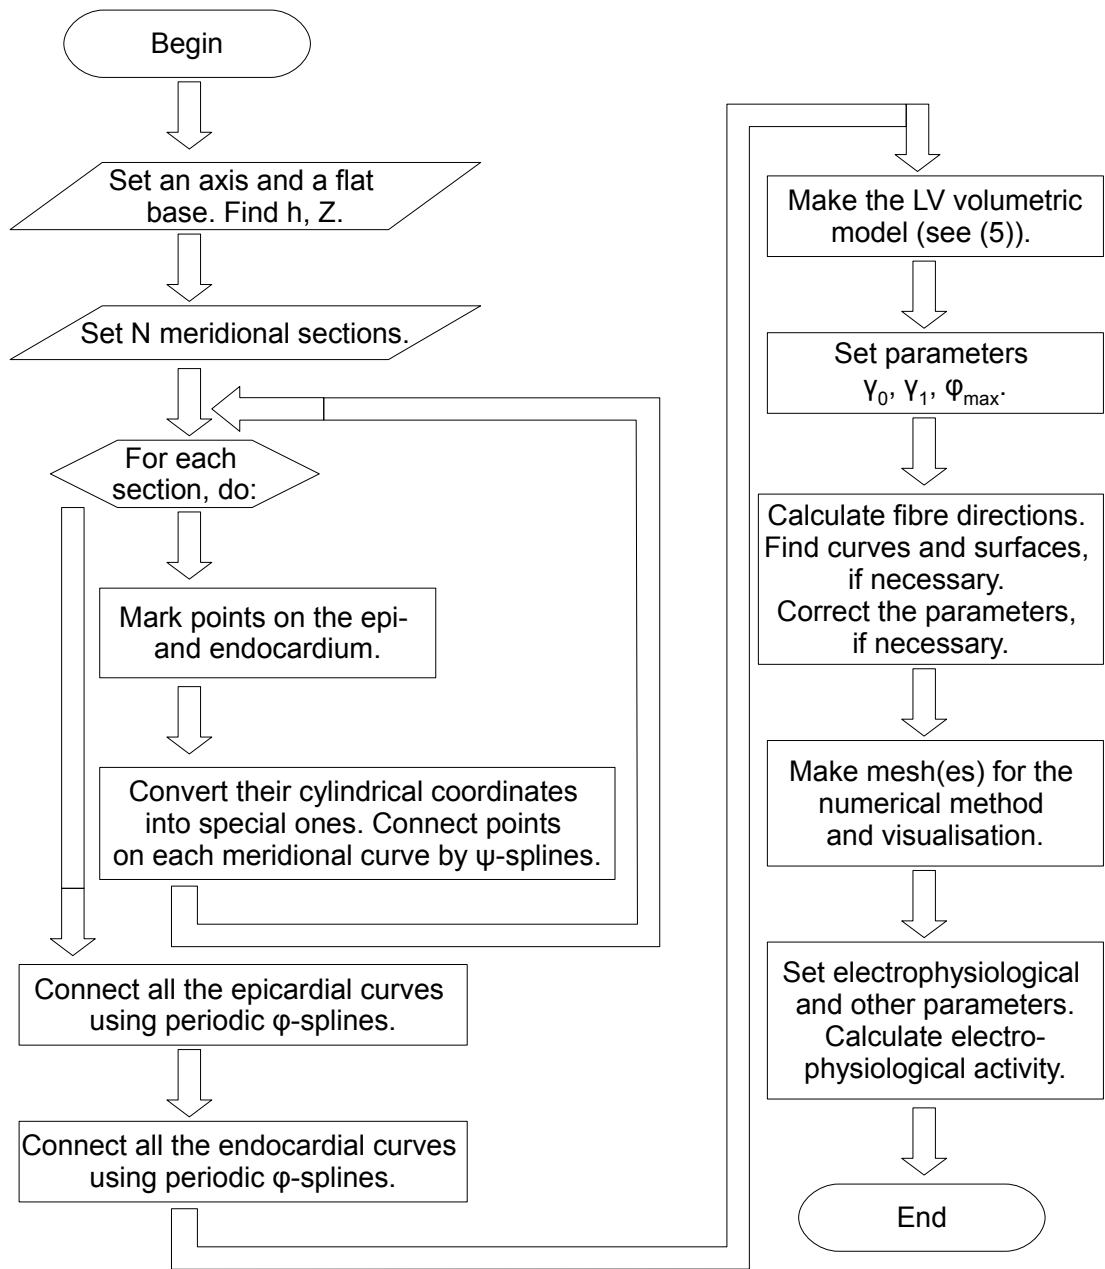 Begin
Set an axis and a flat
base. Find h, Z.
Set N meridional sections.
For each
section, do:
Mark points on the epi-
and endocardium.
Convert their cylindrical coordinates
into special ones. Connect points
on each meridional curve by ψ-splines.
Connect all the epicardial curves
using periodic φ-splines.
Connect all the endocardial curves
using periodic φ-splines.
Make the LV volumetric
model (see (5)).
Set parameters
γ₀, γ₁, φₘₐₓ.
Calculate fibre directions.
Find curves and surfaces,
if necessary.
Correct the parameters,
if necessary.
Make mesh(es) for the
numerical method
and visualisation.
Set electrophysiological
and other parameters.
Calculate electro-
physiological activity.
End